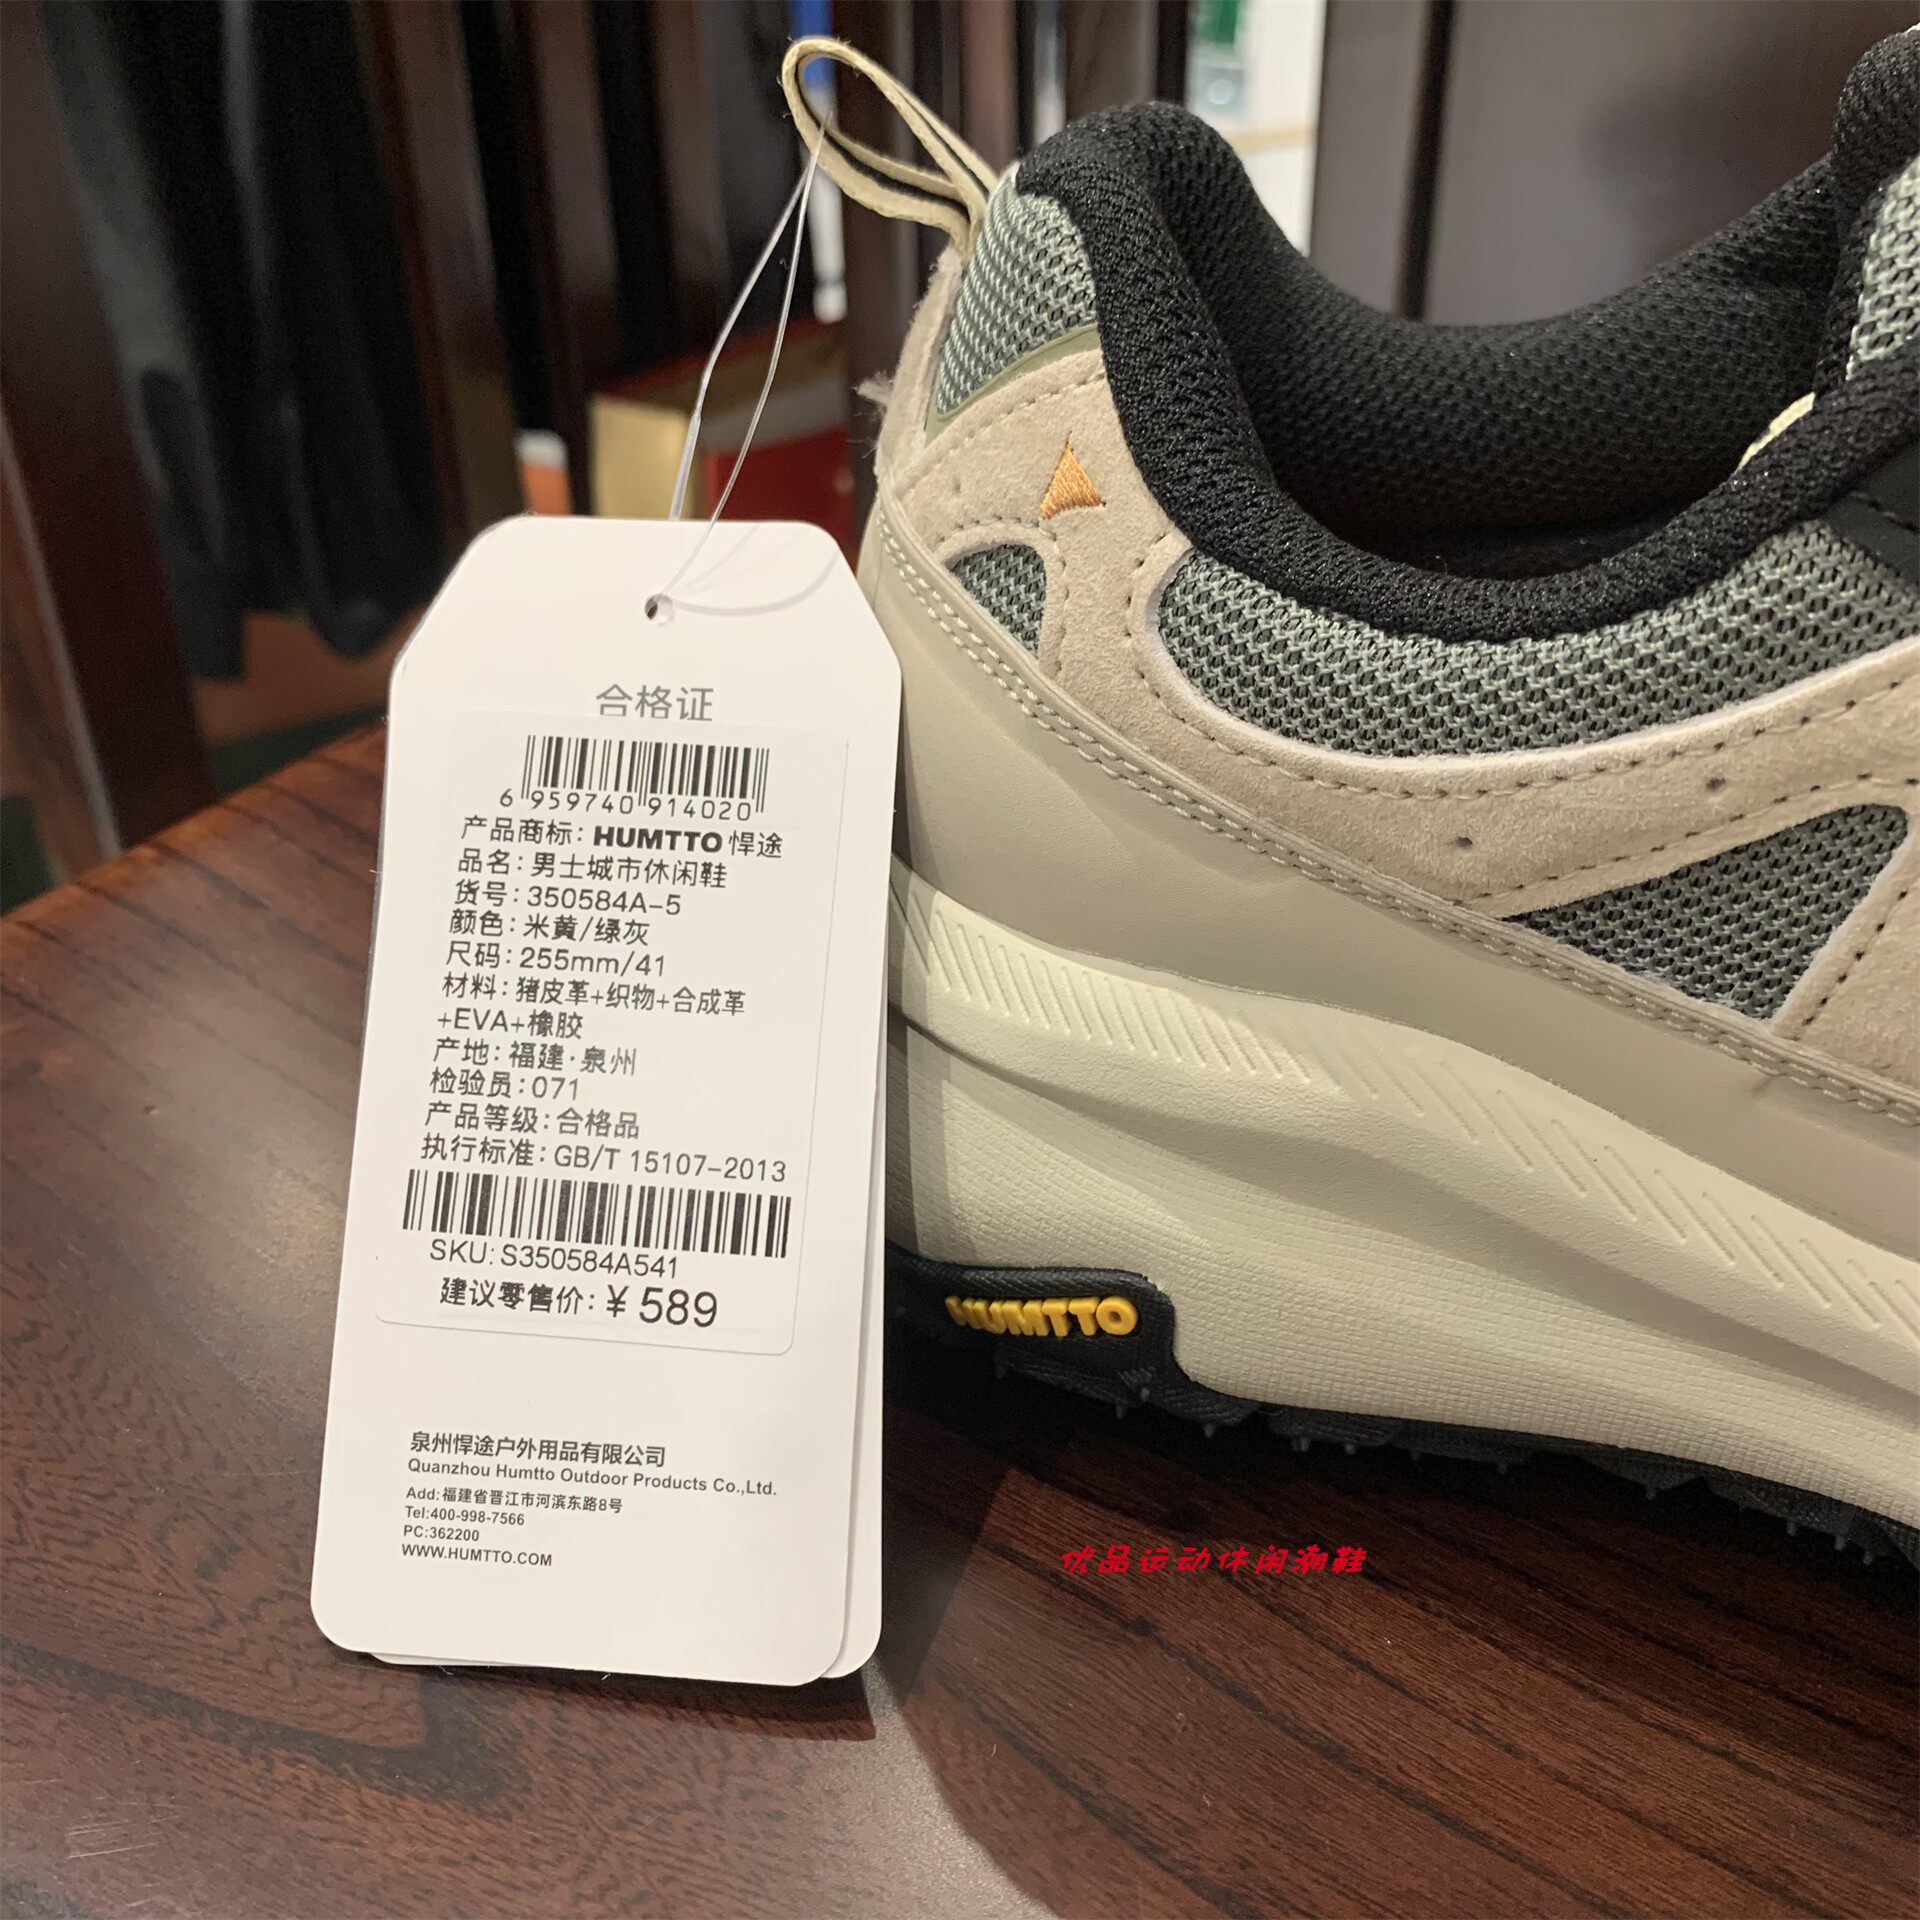 合格证
6 959740 914020
产品商标: HUMTTO 悍途
品名: 男士城市休闲鞋
货号: 350584A-5
颜色: 米黄/绿灰
尺码: 255mm/41
材料: 猪皮革+织物+合成革
+EVA+橡胶
产地: 福建·泉州
检验员: 071
产品等级: 合格品
执行标准: GB/T 15107-2013
SKU: S350584A541
建议零售价: ¥ 589
泉州悍途户外用品有限公司
Quanzhou Humtto Outdoor Products Co.,Ltd.
Add:福建省晋江市河滨东路8号
Tel:400-998-7566
PC:362200
WWW.HUMTTO.COM
HUMTTO
优品运动休闲潮鞋